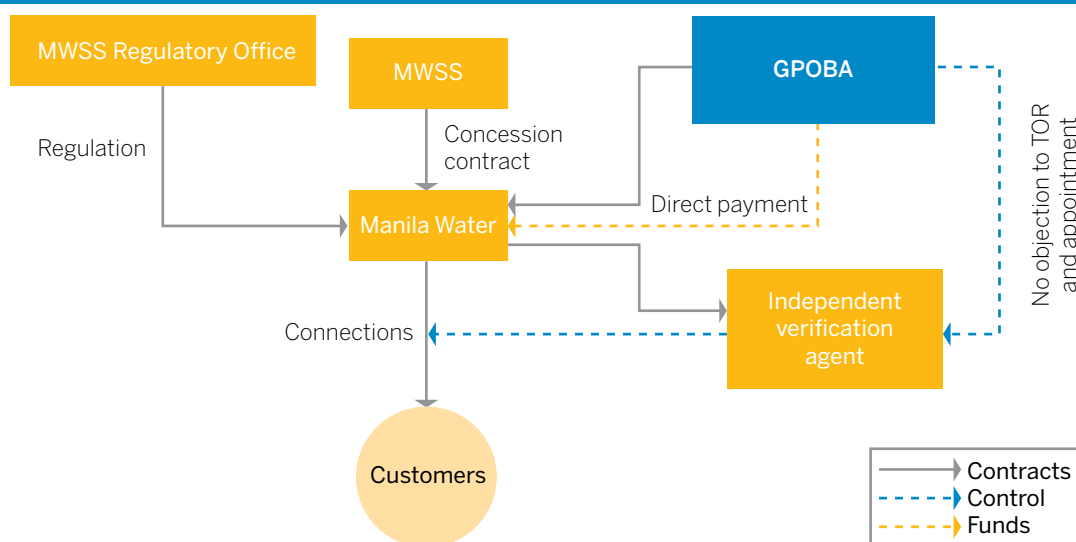 MWSS Regulatory Office
MWSS
GPOBA
Regulation
Concession
contract
No objection to TOR
and appointment
Manila Water
Direct payment
Independent
verification
agent
Connections
Customers
Contracts
Control
Funds